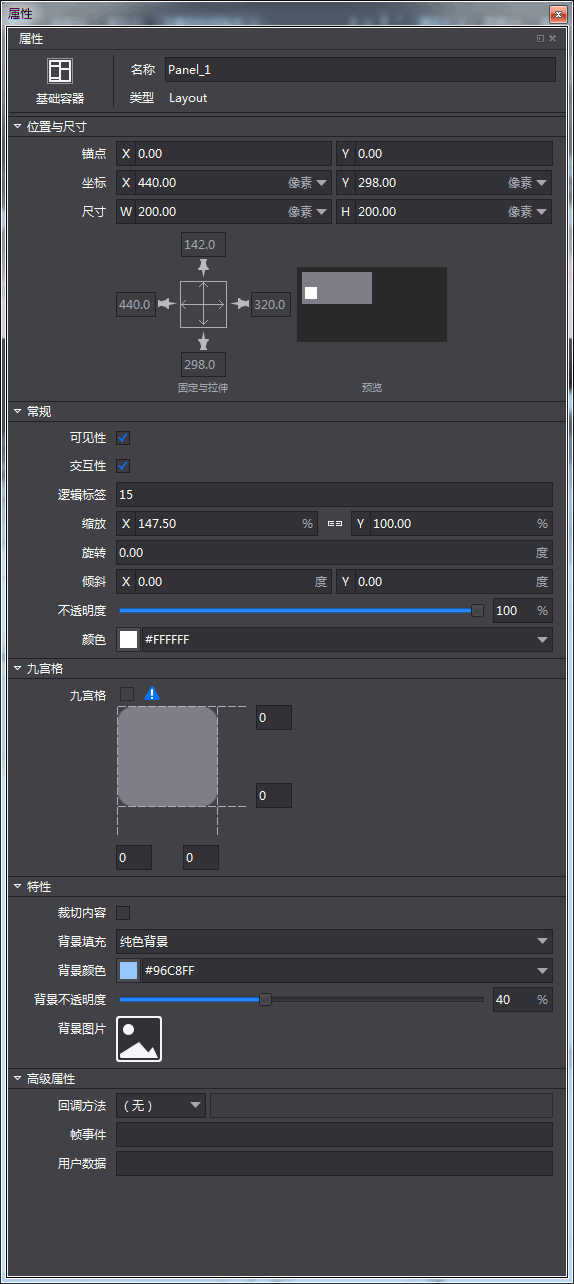 属性
属性
基础容器
名称 Panel_1
类型 Layout
位置与尺寸
锚点 X 0.00 Y 0.00
坐标 X 440.00 像素 Y 298.00 像素
尺寸 W 200.00 像素 H 200.00 像素
142.0
440.0 320.0
298.0
固定与拉伸 预览
常规
可见性
交互性
逻辑标签 15
缩放 X 147.50 % Y 100.00 %
旋转 0.00 度
倾斜 X 0.00 度 Y 0.00 度
不透明度 100 %
颜色 #FFFFFF
九宫格
九宫格
0
0
0 0
特性
裁切内容
背景填充 纯色背景
背景颜色 #96C8FF
背景不透明度 40 %
背景图片
高级属性
回调方法 (无)
帧事件
用户数据